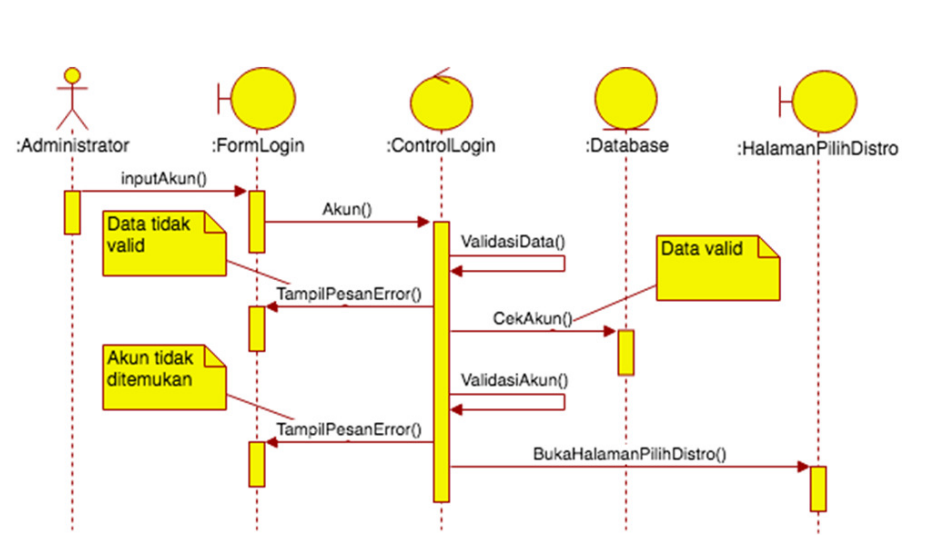 :Administrator
:FormLogin
:ControlLogin
:Database
:HalamanPilihDistro
inputAkun()
Akun()
Data tidak
valid
ValidasiData()
Data valid
TampilPesanError()
CekAkun()
Akun tidak
ditemukan
ValidasiAkun()
TampilPesanError()
BukaHalamanPilihDistro()